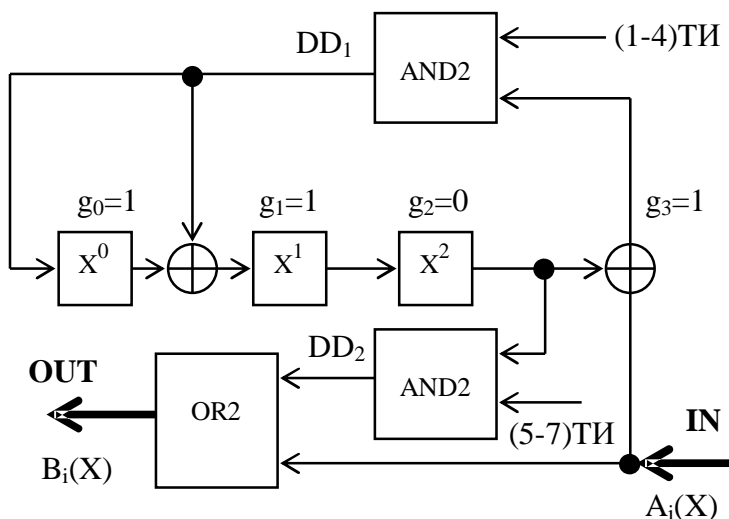 DD₁
AND2
(1-4)ТИ
g₀=1
g₁=1
g₂=0
g₃=1
X⁰
X¹
X²
OUT
DD₂
AND2
OR2
(5-7)ТИ
IN
Bᵢ(X)
Aᵢ(X)